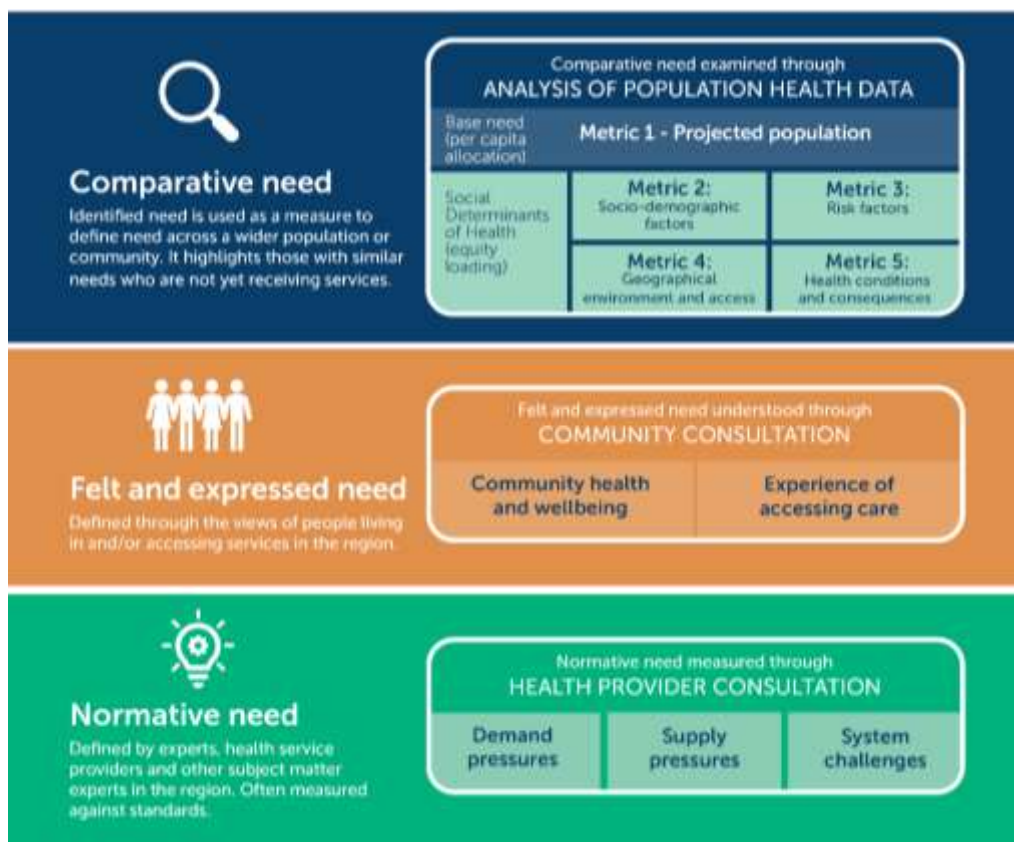 Comparative need
Identified need is used as a measure to
define need across a wider population or
community. It highlights those with similar
needs who are not yet receiving services.
Comparative need examined through
ANALYSIS OF POPULATION HEALTH DATA
Base need
(per capita
allocation)
Metric 1 - Projected population
Social
Determinants
of Health
(equity
loading)
Metric 2:
Socio-demographic
factors
Metric 3:
Risk factors
Metric 4:
Geographical
environment and access
Metric 5:
Health conditions
and consequences
Felt and expressed need
Defined through the views of people living
in and/or accessing services in the region.
Felt and expressed need understood through
COMMUNITY CONSULTATION
Community health
and wellbeing
Experience of
accessing care
Normative need
Defined by experts, health service
providers and other subject matter
experts in the region. Often measured
against standards.
Normative need measured through
HEALTH PROVIDER CONSULTATION
Demand
pressures
Supply
pressures
System
challenges